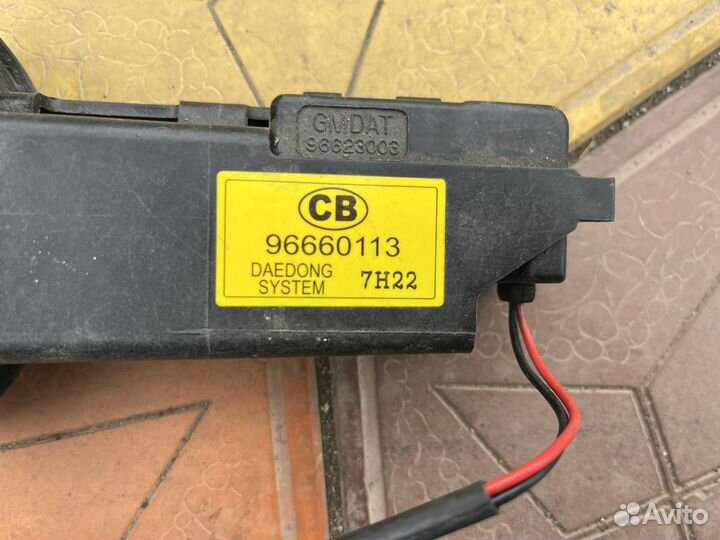 GMDAT
96623003
CB
96660113
DAEDONG
SYSTEM 7H22
Avito